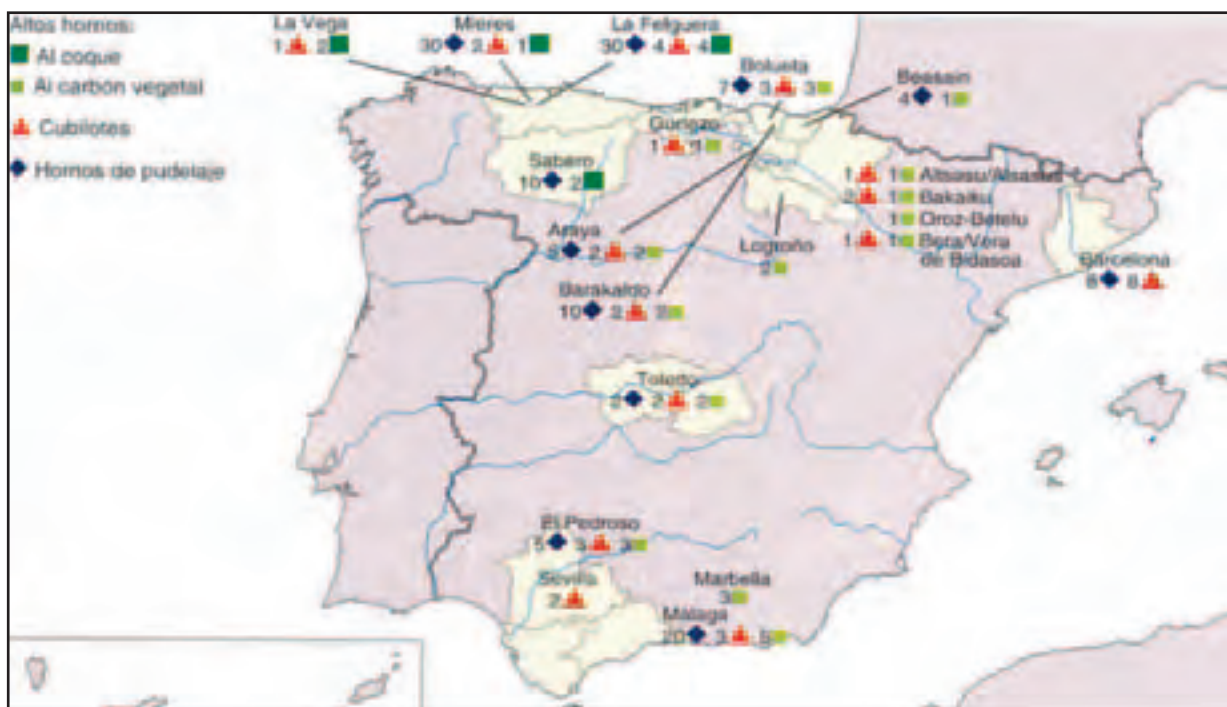 Altos hornos:
Al coque
Al carbón vegetal
Cubilotes
Hornos de pudelaje
La Vega
1 2
Mieres
30 2 1
La Felguera
30 4 4
Bolueta
7 3 3
Beasain
4 1
Guriezo
1 1
Sabero
10 2
1 1 Altsasu/Alsasua
2 1 Bakaiku
1 Oroz-Betelu
1 1 Bera/Vera
de Bidasoa
Araya
2 2
Logroño
2
Barcelona
8 8
Barakaldo
10 2 2
Toledo
2 2 2
El Pedroso
5 3 3
Sevilla
2
Marbella
3
Málaga
20 3 5